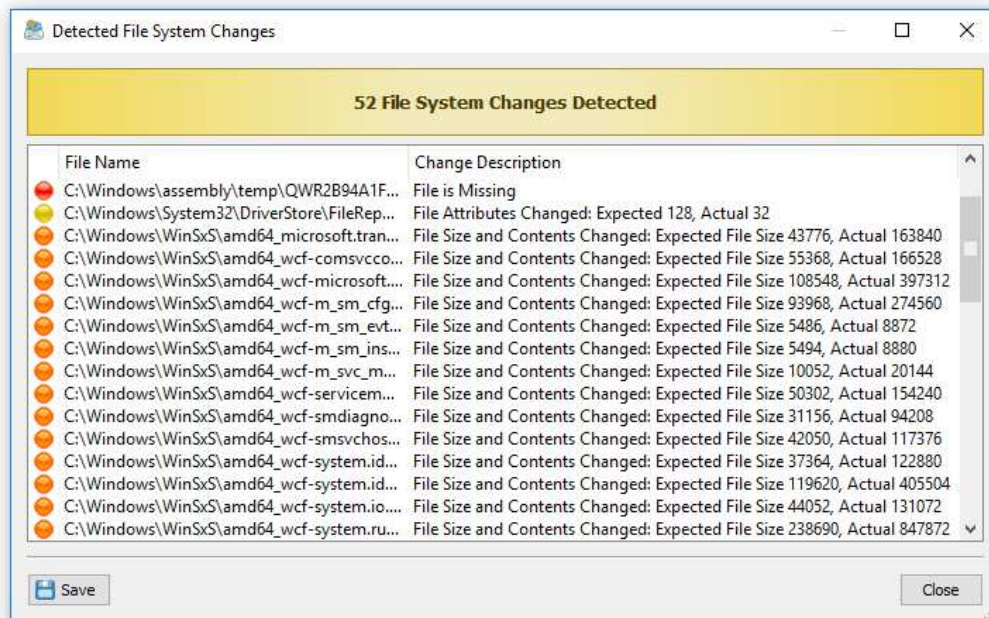 Detected File System Changes
52 File System Changes Detected
File Name Change Description
C:\Windows\assembly\temp\QWR2B94A1F... File is Missing
C:\Windows\System32\DriverStore\FileRep... File Attributes Changed: Expected 128, Actual 32
C:\Windows\WinSxS\amd64_microsoft.tran... File Size and Contents Changed: Expected File Size 43776, Actual 163840
C:\Windows\WinSxS\amd64_wcf-comsvcco... File Size and Contents Changed: Expected File Size 55368, Actual 166528
C:\Windows\WinSxS\amd64_wcf-microsoft.... File Size and Contents Changed: Expected File Size 108548, Actual 397312
C:\Windows\WinSxS\amd64_wcf-m_sm_cfg... File Size and Contents Changed: Expected File Size 93968, Actual 274560
C:\Windows\WinSxS\amd64_wcf-m_sm_evt... File Size and Contents Changed: Expected File Size 5486, Actual 8872
C:\Windows\WinSxS\amd64_wcf-m_sm_ins... File Size and Contents Changed: Expected File Size 5494, Actual 8880
C:\Windows\WinSxS\amd64_wcf-m_svc_m... File Size and Contents Changed: Expected File Size 10052, Actual 20144
C:\Windows\WinSxS\amd64_wcf-servicem... File Size and Contents Changed: Expected File Size 50302, Actual 154240
C:\Windows\WinSxS\amd64_wcf-smdiagno... File Size and Contents Changed: Expected File Size 31156, Actual 94208
C:\Windows\WinSxS\amd64_wcf-smsvchos... File Size and Contents Changed: Expected File Size 42050, Actual 117376
C:\Windows\WinSxS\amd64_wcf-system.id... File Size and Contents Changed: Expected File Size 37364, Actual 122880
C:\Windows\WinSxS\amd64_wcf-system.id... File Size and Contents Changed: Expected File Size 119620, Actual 405504
C:\Windows\WinSxS\amd64_wcf-system.io... File Size and Contents Changed: Expected File Size 44052, Actual 131072
C:\Windows\WinSxS\amd64_wcf-system.ru... File Size and Contents Changed: Expected File Size 238690, Actual 847872
Save Close